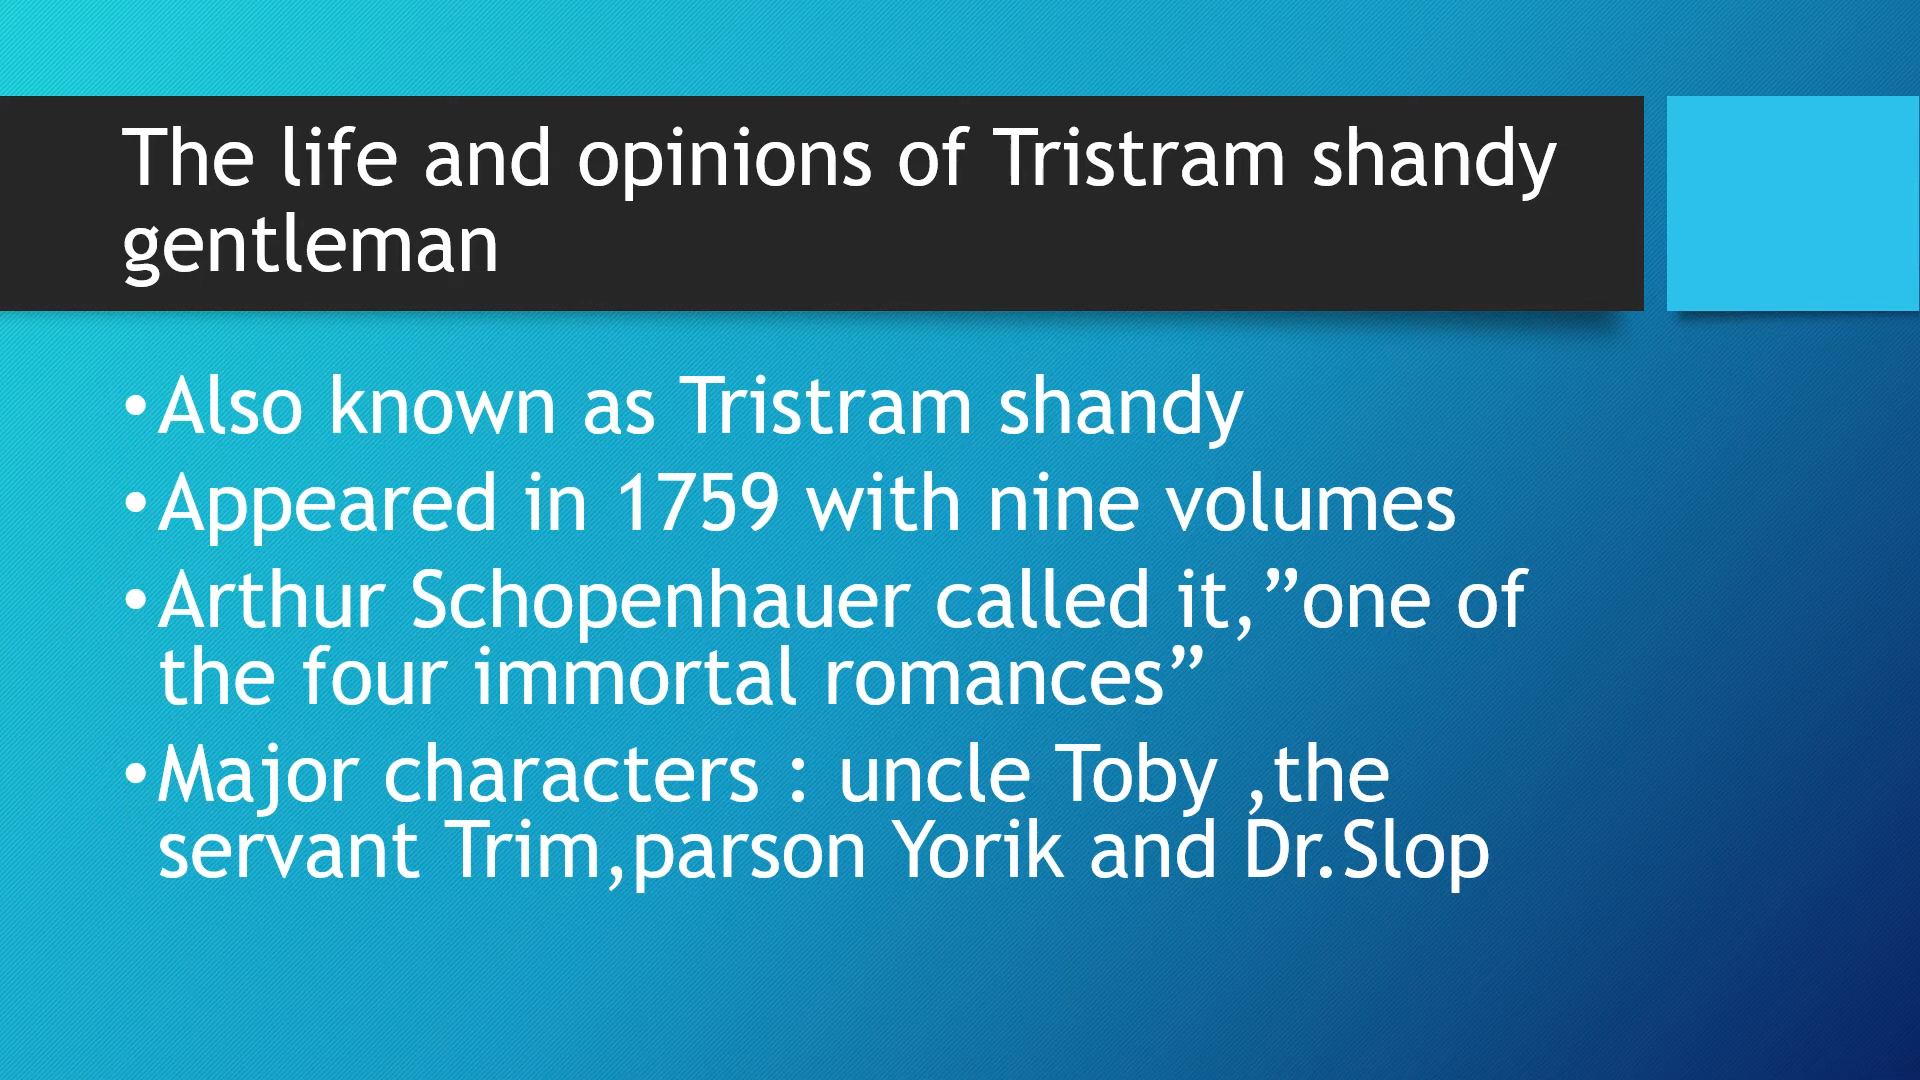 The life and opinions of Tristram shandy
gentleman
•Also known as Tristram shandy
•Appeared in 1759 with nine volumes
•Arthur Schopenhauer called it,”one of
the four immortal romances”
•Major characters : uncle Toby ,the
servant Trim,parson Yorik and Dr.Slop